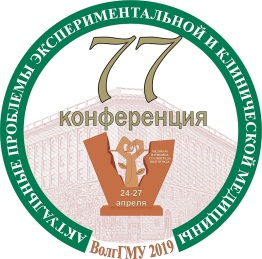 АКТУАЛЬНЫЕ ПРОБЛЕМЫ ЭКСПЕРИМЕНТАЛЬНОЙ И КЛИНИЧЕСКОЙ МЕДИЦИНЫ
77
конференция
24-27
апреля
ВолгГМУ 2019